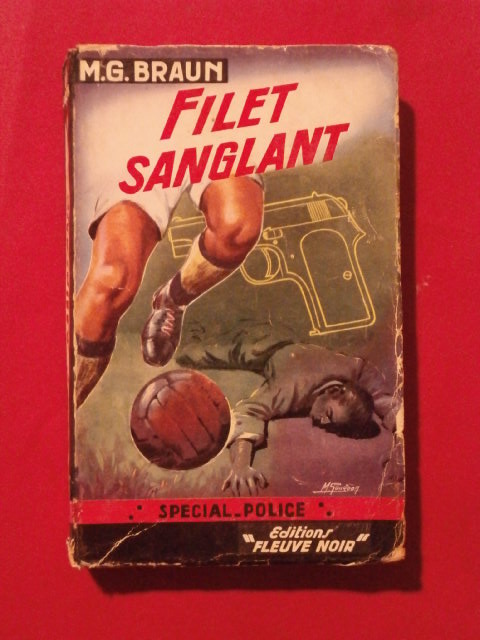 M.G. BRAUN
FILET
SANGLANT
SPECIAL-POLICE
Editions
"FLEUVE NOIR"